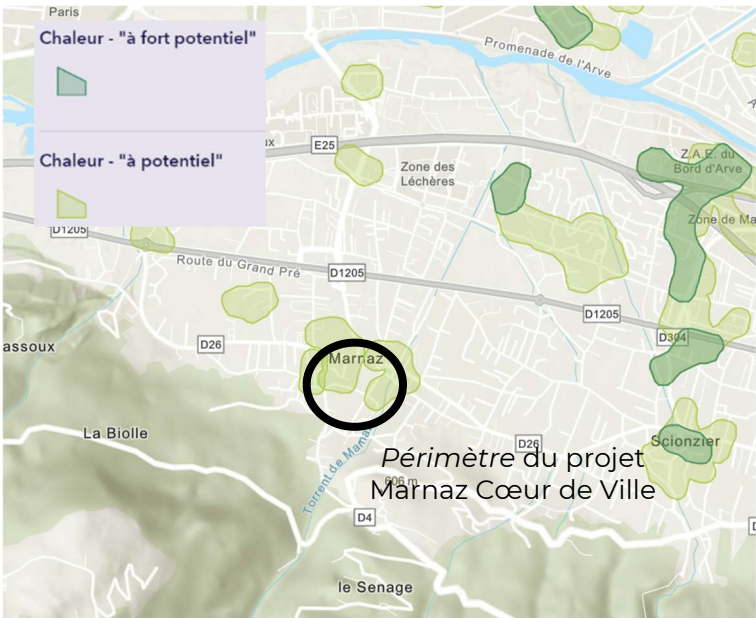 Paris
Chaleur - "à fort potentiel"
Chaleur - "à potentiel"
Promenade de l'Arve
E25
Zone des
Léchères
Z.A.E. du
Bord d'Arve
Zone de Ma
D1205
Route du Grand Pré
D1205
D1205
D304
assoux
D26
Marnaz
La Biolle
Torrent de Marna
D26
Scionzier
Périmètre du projet
Marnaz Cœur de Ville
606 m
D4
le Senage